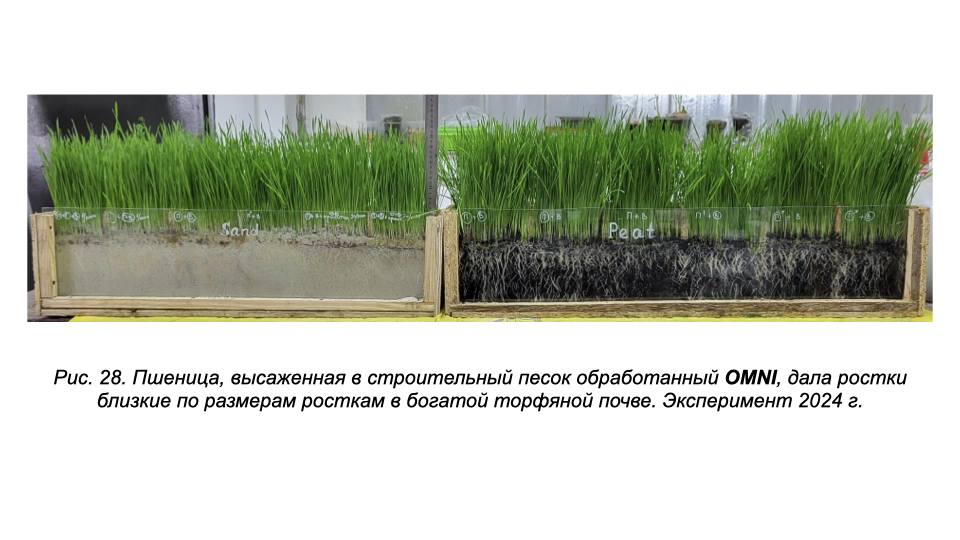 Sand
Peat
П + В
Рис. 28. Пшеница, высаженная в строительный песок обработанный OMNI, дала ростки
близкие по размерам росткам в богатой торфяной почве. Эксперимент 2024 г.